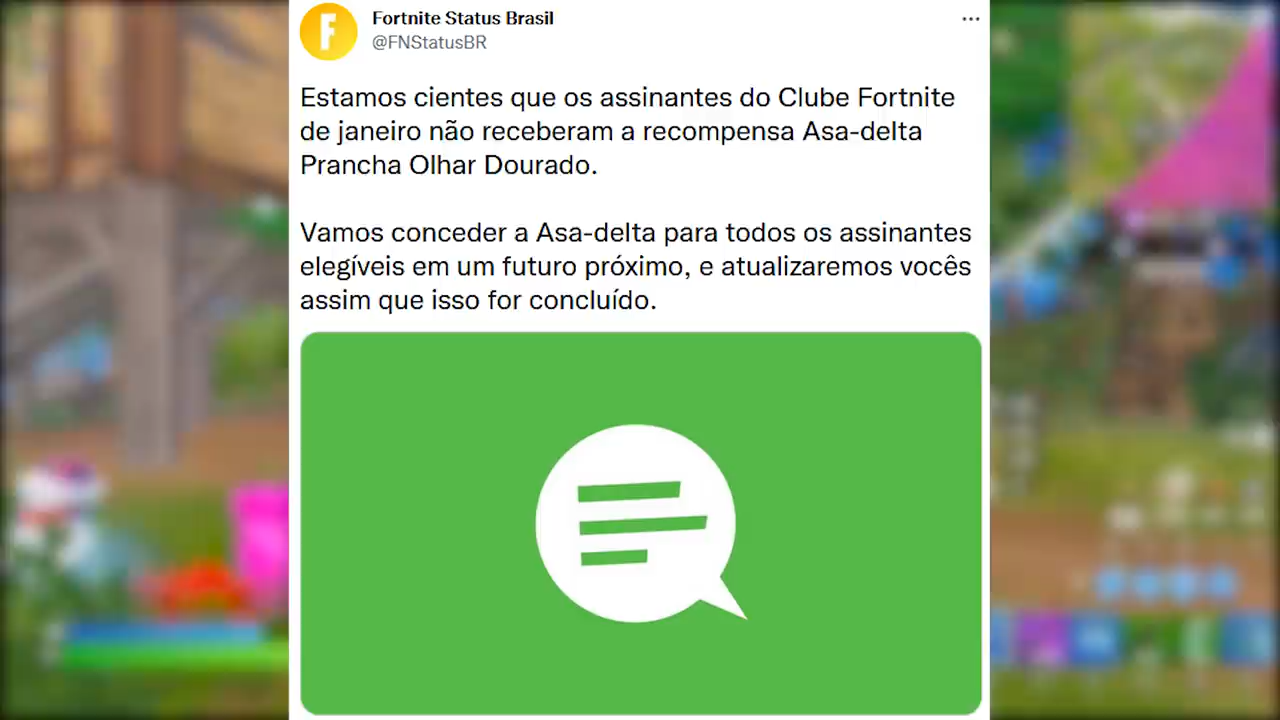 Fortnite Status Brasil
@FNStatusBR
Estamos cientes que os assinantes do Clube Fortnite
de janeiro não receberam a recompensa Asa-delta
Prancha Olhar Dourado.
Vamos conceder a Asa-delta para todos os assinantes
elegíveis em um futuro próximo, e atualizaremos vocês
assim que isso for concluído.